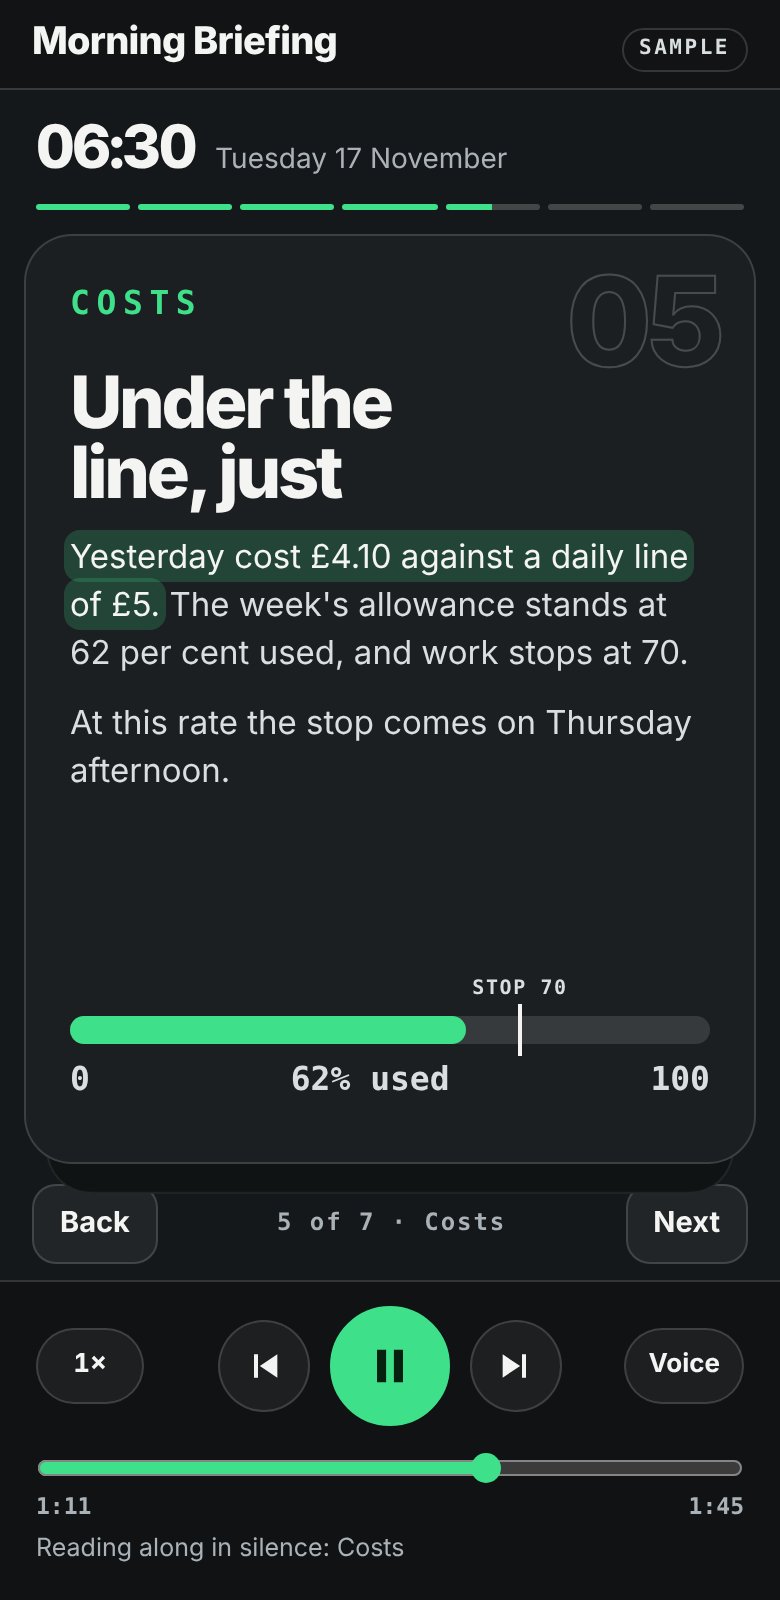 Morning Briefing
SAMPLE
06:30 Tuesday 17 November
COSTS
05
Under the
line, just
Yesterday cost £4.10 against a daily line
of £5. The week's allowance stands at
62 per cent used, and work stops at 70.
At this rate the stop comes on Thursday
afternoon.
STOP 70
0 62% used 100
Back 5 of 7 · Costs Next
1× Voice
1:11 1:45
Reading along in silence: Costs